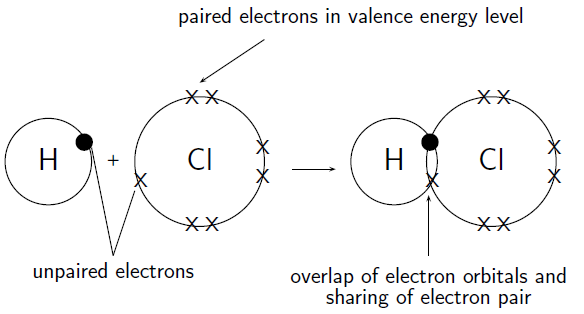 paired electrons in valence energy level
H + Cl H Cl
unpaired electrons
overlap of electron orbitals and
sharing of electron pair